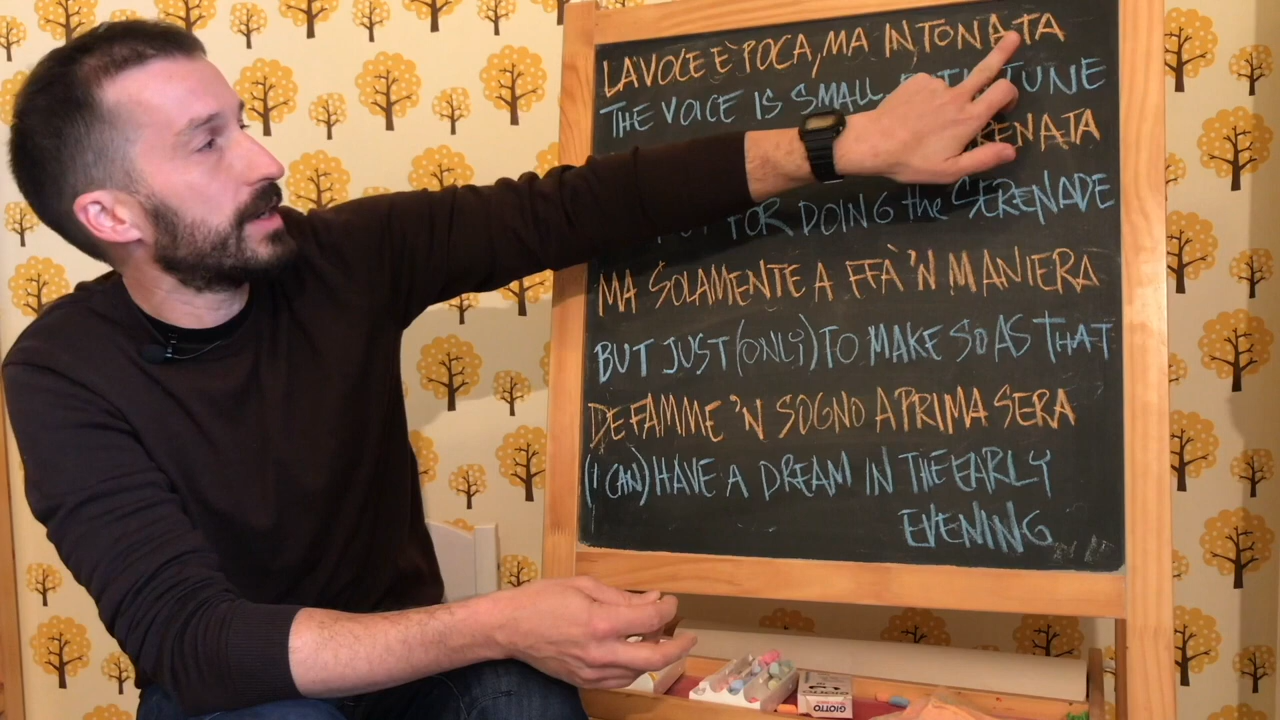 LA VOCE È POCA, MA INTONATA
THE VOICE IS SMALL, TUNE
SERENATA
FOR DOING the SERENADE
MA SOLAMENTE A FFÀ 'N MANIERA
BUT JUST (ONLY) TO MAKE SO AS THAT
DE FAMME 'N SOGNO A PRIMA SERA
(I CAN) HAVE A DREAM IN THE EARLY
EVENING
GIOTTO